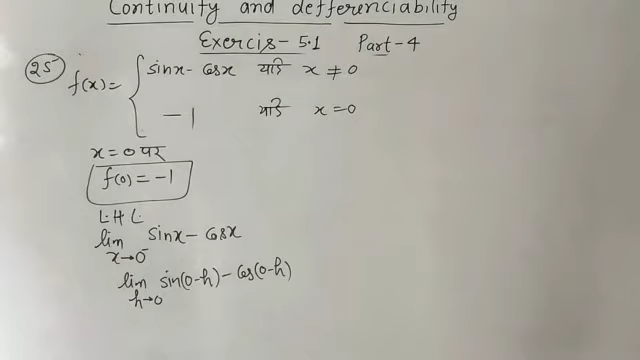 Continuity and defferenciability
Exercis-5.1 Part-4
25 f(x) = { sinx - cosx यदि x ≠ 0
-1 यदि x=0
x=0 पर
f(0) = -1
L.H.L
lim x→0⁻ sinx - cosx
lim h→0 sin(0-h) - cos(0-h)